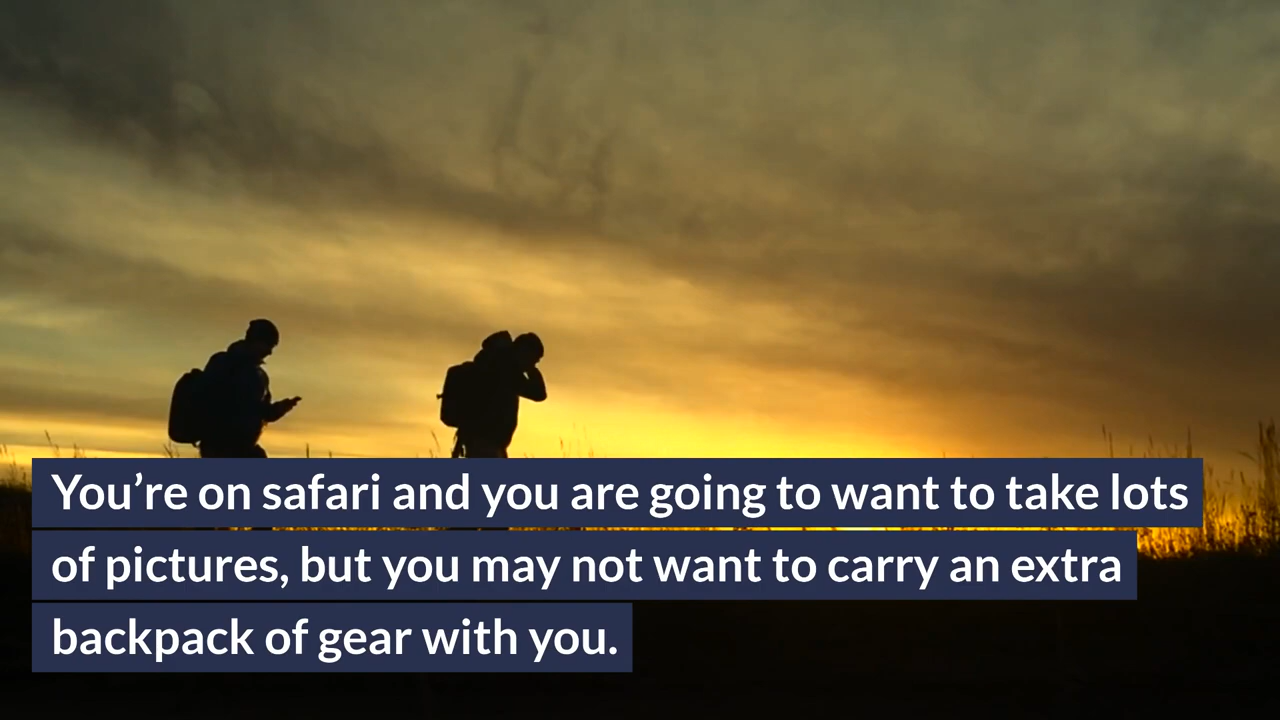 You’re on safari and you are going to want to take lots
of pictures, but you may not want to carry an extra
backpack of gear with you.